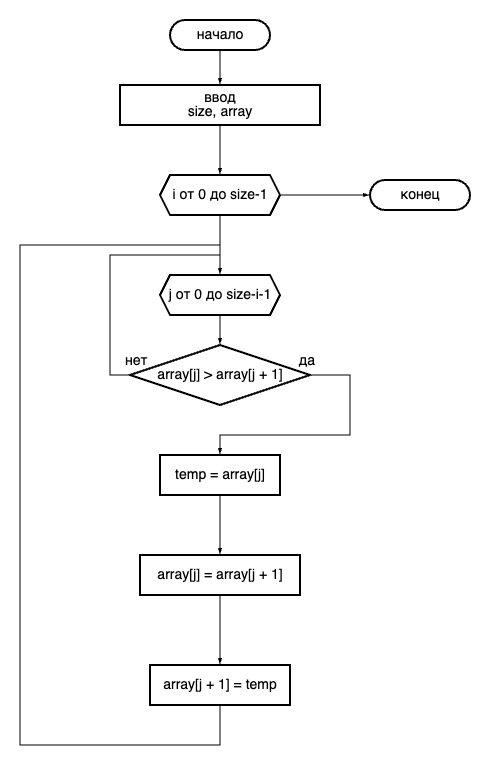 начало
ввод
size, array
i от 0 до size-1
конец
j от 0 до size-i-1
нет
да
array[j] > array[j + 1]
temp = array[j]
array[j] = array[j + 1]
array[j + 1] = temp